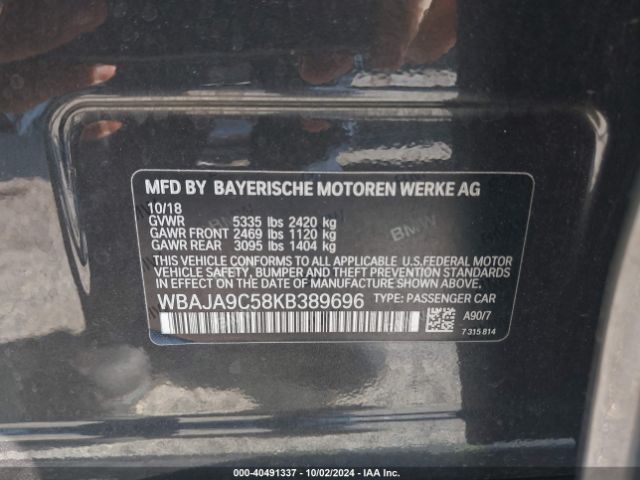 MFD BY BAYERISCHE MOTOREN WERKE AG
10/18
GVWR 5335 lbs 2420 kg
GAWR FRONT 2469 lbs 1120 kg
GAWR REAR 3095 lbs 1404 kg
THIS VEHICLE CONFORMS TO ALL APPLICABLE U.S.FEDERAL MOTOR
VEHICLE SAFETY, BUMPER AND THEFT PREVENTION STANDARDS
IN EFFECT ON THE DATE OF MANUFACTURE SHOWN ABOVE.
WBAJA9C58KB389696 TYPE: PASSENGER CAR
A90/7
7 315 814
000-40491337 - 10/02/2024 - IAA Inc.